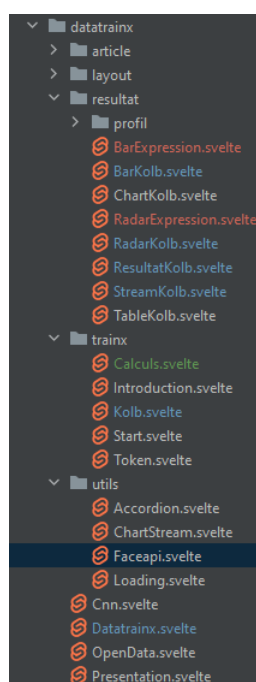 datatrainx
article
layout
resultat
profil
BarExpression.svelte
BarKolb.svelte
ChartKolb.svelte
RadarExpression.svelte
RadarKolb.svelte
ResultatKolb.svelte
StreamKolb.svelte
TableKolb.svelte
trainx
Calculs.svelte
Introduction.svelte
Kolb.svelte
Start.svelte
Token.svelte
utils
Accordion.svelte
ChartStream.svelte
Faceapi.svelte
Loading.svelte
Cnn.svelte
Datatrainx.svelte
OpenData.svelte
Presentation.svelte